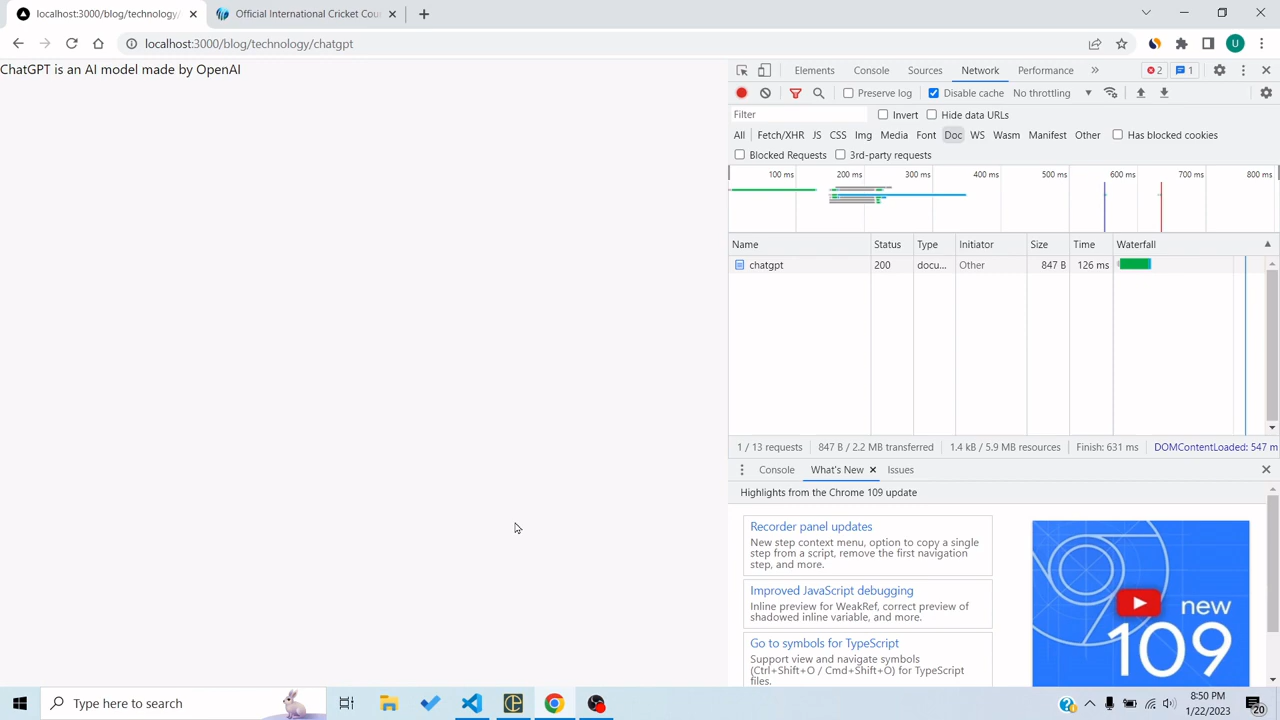 localhost:3000/blog/technology/
Official International Cricket Cou
localhost:3000/blog/technology/chatgpt
U
ChatGPT is an AI model made by OpenAI
Elements Console Sources Network Performance 2 1
Preserve log Disable cache No throttling
Filter Invert Hide data URLs
All Fetch/XHR JS CSS Img Media Font Doc WS Wasm Manifest Other Has blocked cookies
Blocked Requests 3rd-party requests
100 ms 200 ms 300 ms 400 ms 500 ms 600 ms 700 ms 800 ms
Name Status Type Initiator Size Time Waterfall
chatgpt 200 docu... Other 847 B 126 ms
1 / 13 requests 847 B / 2.2 MB transferred 1.4 kB / 5.9 MB resources Finish: 631 ms DOMContentLoaded: 547 m
Console What's New Issues
Highlights from the Chrome 109 update
Recorder panel updates
New step context menu, option to copy a single
step from a script, remove the first navigation
step, and more.
Improved JavaScript debugging
Inline preview for WeakRef, correct preview of
shadowed inline variable, and more.
Go to symbols for TypeScript
Support view and navigate symbols
(Ctrl+Shift+O / Cmd+Shift+O) for TypeScript
files.
new
109
Type here to search
8:50 PM
1/22/2023
20